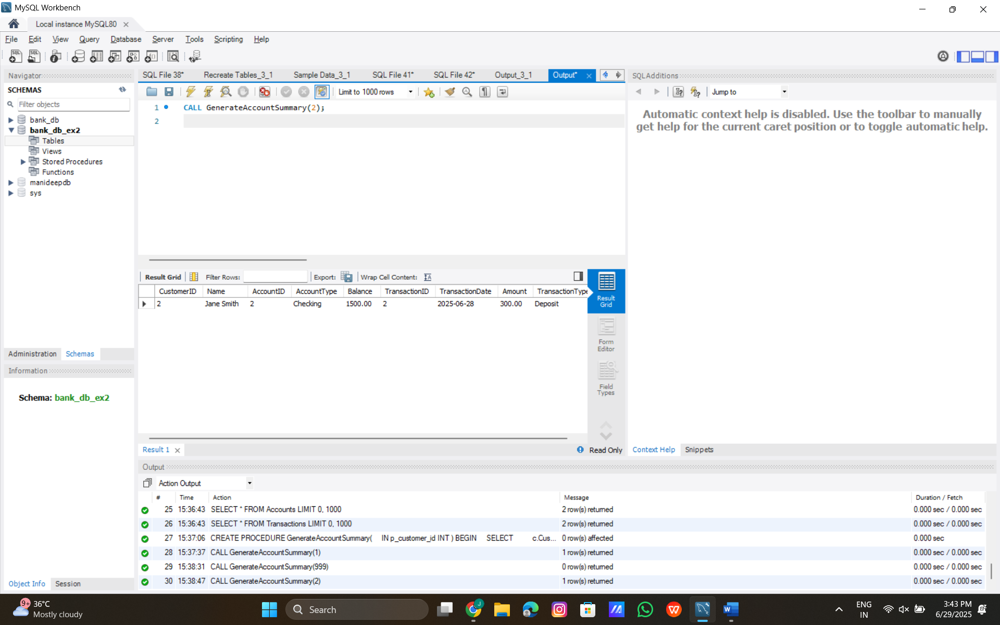 MySQL Workbench
Local instance MySQL80
File Edit View Query Database Server Tools Scripting Help
Navigator
SCHEMAS
Filter objects
bank_db
bank_db_ex2
Tables
Views
Stored Procedures
Functions
manideepdb
sys
Administration Schemas
Information
Schema: bank_db_ex2
Object Info Session
SQL File 38* Recreate Tables_3_1 Sample Data_3_1 SQL File 41* SQL File 42* Output_3_1 Output*
Limit to 1000 rows
1 CALL GenerateAccountSummary(2);
2
Result Grid Filter Rows: Export: Wrap Cell Content:
CustomerID Name AccountID AccountType Balance TransactionID TransactionDate Amount TransactionType
2 Jane Smith 2 Checking 1500.00 2 2025-06-28 300.00 Deposit
Result Grid
Form Editor
Field Types
Result 1 Read Only
SQLAdditions
Jump to
Automatic context help is disabled. Use the toolbar to manually
get help for the current caret position or to toggle automatic help.
Context Help Snippets
Output
Action Output
# Time Action Message Duration / Fetch
25 15:36:43 SELECT * FROM Accounts LIMIT 0, 1000 2 row(s) returned 0.000 sec / 0.000 sec
26 15:36:43 SELECT * FROM Transactions LIMIT 0, 1000 2 row(s) returned 0.000 sec / 0.000 sec
27 15:37:06 CREATE PROCEDURE GenerateAccountSummary( IN p_customer_id INT ) BEGIN SELECT c.Cus... 0 row(s) affected 0.000 sec
28 15:37:37 CALL GenerateAccountSummary(1) 1 row(s) returned 0.000 sec / 0.000 sec
29 15:38:31 CALL GenerateAccountSummary(999) 0 row(s) returned 0.000 sec / 0.000 sec
30 15:38:47 CALL GenerateAccountSummary(2) 1 row(s) returned 0.000 sec / 0.000 sec
9+ 36°C
Mostly cloudy
Search
ENG
IN
3:43 PM
6/29/2025